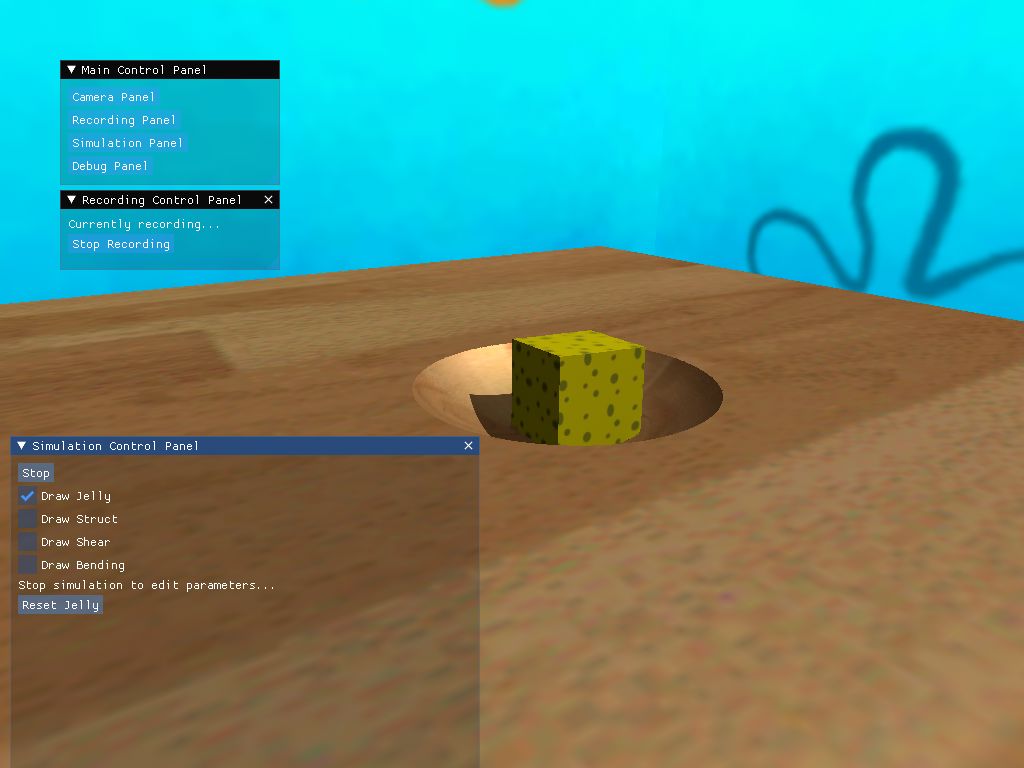 Main Control Panel
Camera Panel
Recording Panel
Simulation Panel
Debug Panel
Recording Control Panel
Currently recording...
Stop Recording
Simulation Control Panel
Stop
Draw Jelly
Draw Struct
Draw Shear
Draw Bending
Stop simulation to edit parameters...
Reset Jelly